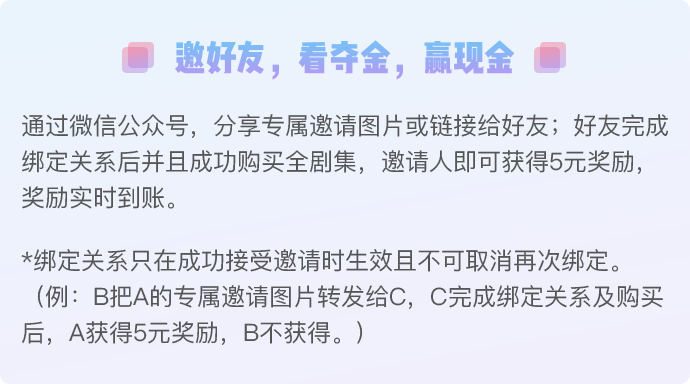 邀好友，看夺金，赢现金
通过微信公众号，分享专属邀请图片或链接给好友；好友完成
绑定关系后并且成功购买全剧集，邀请人即可获得5元奖励，
奖励实时到账。
*绑定关系只在成功接受邀请时生效且不可取消再次绑定。
（例：B把A的专属邀请图片转发给C，C完成绑定关系及购买
后，A获得5元奖励，B不获得。）